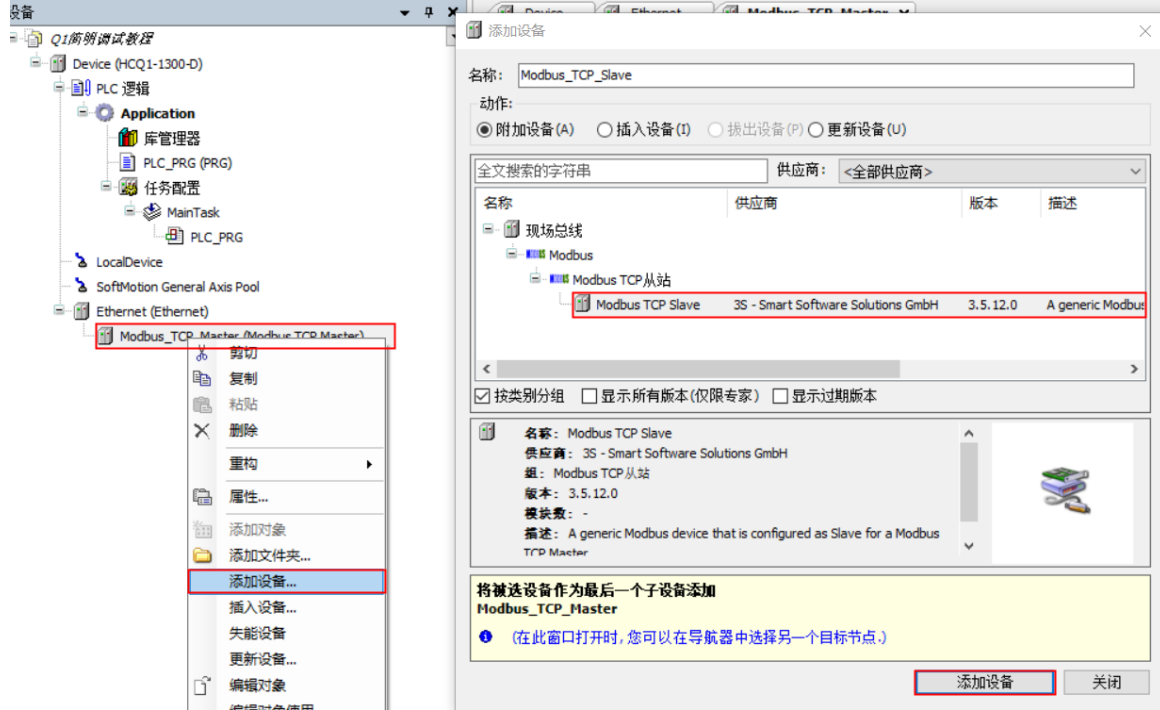 设备
Device
Ethernet
Modbus_TCP_Master
Q1简明调试教程
Device (HCQ1-1300-D)
PLC 逻辑
Application
库管理器
PLC_PRG (PRG)
任务配置
MainTask
PLC_PRG
LocalDevice
SoftMotion General Axis Pool
Ethernet (Ethernet)
Modbus_TCP_Master (Modbus TCP Master)
剪切
复制
粘贴
删除
重构
属性...
添加对象
添加文件夹...
添加设备...
插入设备...
失能设备
更新设备...
编辑对象
编辑对象使用
添加设备
名称: Modbus_TCP_Slave
动作:
附加设备(A) 插入设备(I) 拔出设备(P) 更新设备(U)
全文搜索的字符串 供应商: <全部供应商>
名称 供应商 版本 描述
现场总线
Modbus
Modbus TCP从站
Modbus TCP Slave 3S - Smart Software Solutions GmbH 3.5.12.0 A generic Modbus
按类别分组 显示所有版本(仅限专家) 显示过期版本
名称: Modbus TCP Slave
供应商: 3S - Smart Software Solutions GmbH
组: Modbus TCP从站
版本: 3.5.12.0
模块数: -
描述: A generic Modbus device that is configured as Slave for a Modbus
TCP Master
将被选设备作为最后一个子设备添加
Modbus_TCP_Master
(在此窗口打开时,您可以在导航器中选择另一个目标节点.)
添加设备 关闭